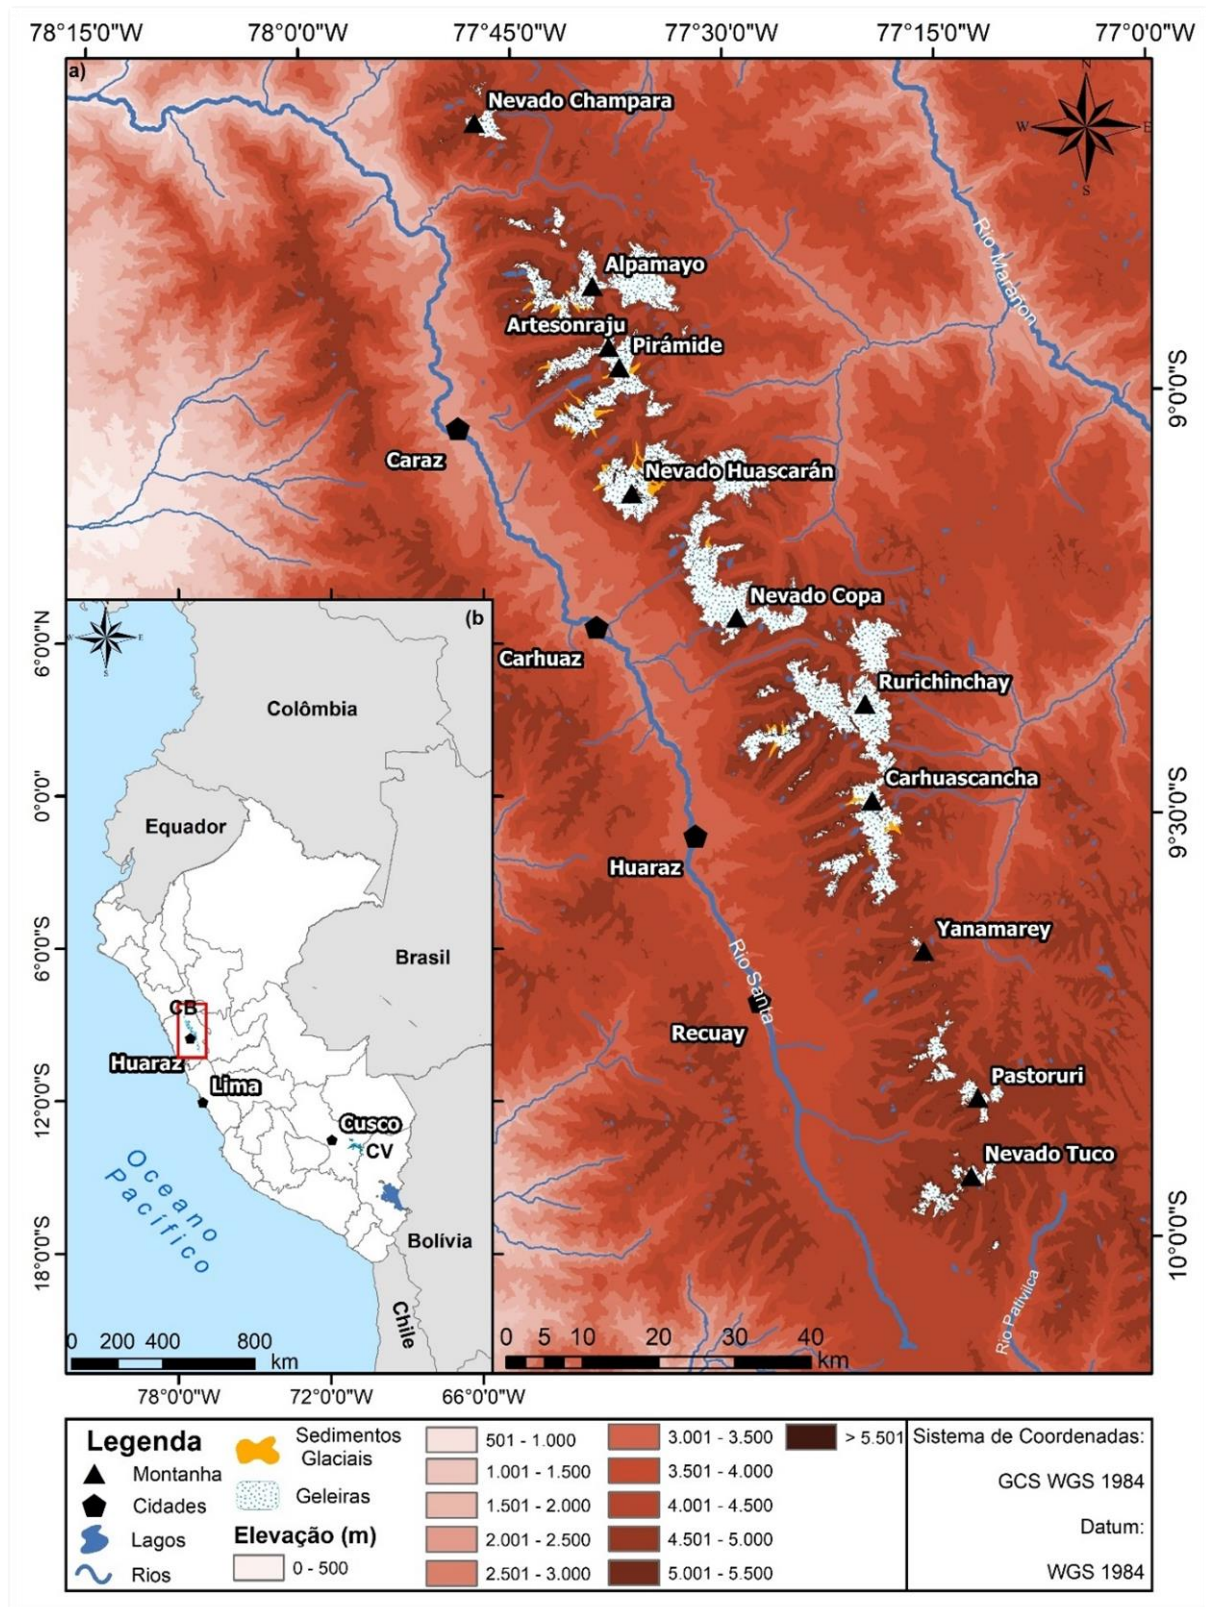 78°15'0"W 78°0'0"W 77°45'0"W 77°30'0"W 77°15'0"W 77°0'0"W
a)
N
W E
S
Nevado Champara
Rio Marañon
Alpamayo
Artesonraju
Pirámide
9°0'0"S
Caraz
Nevado Huascarán
Nevado Copa
Carhuaz
Rurichinchay
Carhuascancha
9°30'0"S
Huaraz
Yanamarey
Rio Santa
Recuay
Pastoruri
Nevado Tuco
10°0'0"S
Rio Pativilca
0 5 10 20 30 40
km
(b
N
W E
S
6°0'0"N
Colômbia
0°0'0"
Equador
Brasil
6°0'0"S
CB
Huaraz
Lima
12°0'0"S
Cusco
CV
Oceano
Pacífico
Bolívia
18°0'0"S
Chile
0 200 400 800
km
78°0'0"W 72°0'0"W 66°0'0"W
Legenda
Montanha
Cidades
Lagos
Rios
Sedimentos
Glaciais
Geleiras
Elevação (m)
0 - 500
501 - 1.000
1.001 - 1.500
1.501 - 2.000
2.001 - 2.500
2.501 - 3.000
3.001 - 3.500
3.501 - 4.000
4.001 - 4.500
4.501 - 5.000
5.001 - 5.500
> 5.501
Sistema de Coordenadas:
GCS WGS 1984
Datum:
WGS 1984